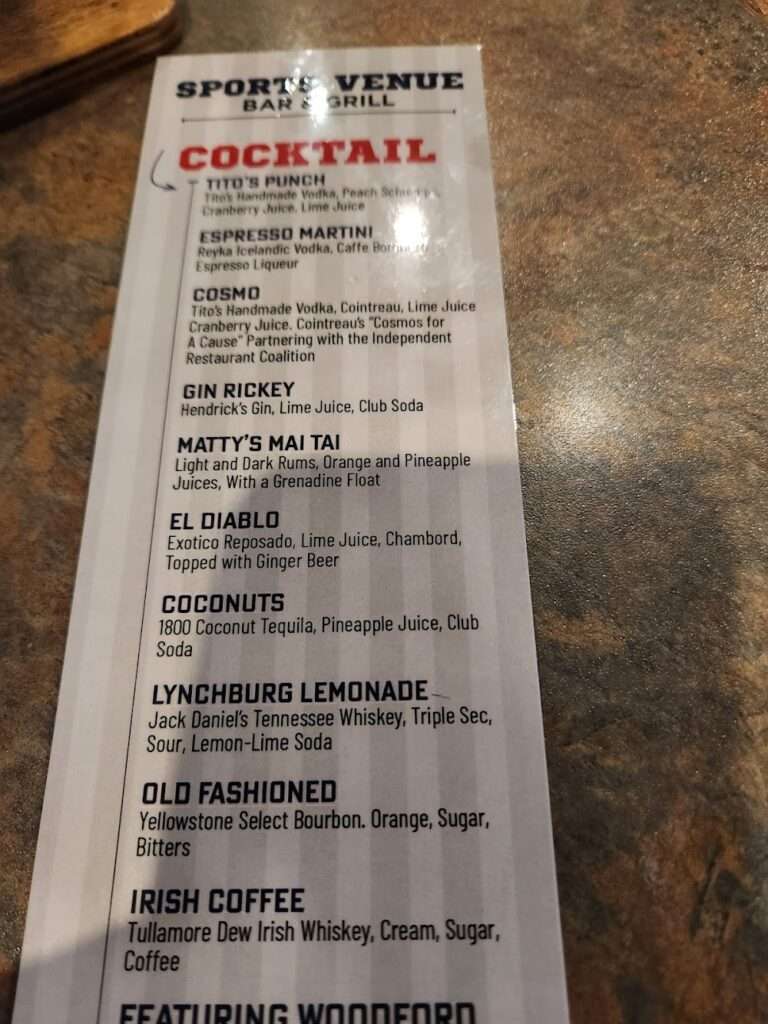 SPORTS VENUE
BAR & GRILL
COCKTAIL
TITO'S PUNCH
Tito's Handmade Vodka, Peach
Cranberry Juice, Lime Juice
ESPRESSO MARTINI
Reyka Icelandic Vodka, Caffe
Espresso Liqueur
COSMO
Tito's Handmade Vodka, Cointreau, Lime Juice
Cranberry Juice. Cointreau's "Cosmos for
A Cause" Partnering with the Independent
Restaurant Coalition
GIN RICKEY
Hendrick's Gin, Lime Juice, Club Soda
MATTY'S MAI TAI
Light and Dark Rums, Orange and Pineapple
Juices, With a Grenadine Float
EL DIABLO
Exotico Reposado, Lime Juice, Chambord,
Topped with Ginger Beer
COCONUTS
1800 Coconut Tequila, Pineapple Juice, Club
Soda
LYNCHBURG LEMONADE
Jack Daniel's Tennessee Whiskey, Triple Sec,
Sour, Lemon-Lime Soda
OLD FASHIONED
Yellowstone Select Bourbon. Orange, Sugar,
Bitters
IRISH COFFEE
Tullamore Dew Irish Whiskey, Cream, Sugar,
Coffee
FEATURING WOODFORD